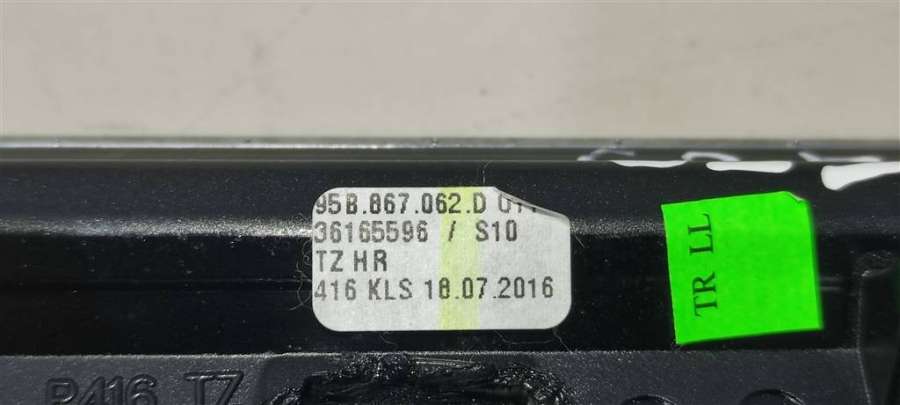 95B.867.062.D
36165596 / S10
TZ HR
416 KLS 18.07.2016
TR LL
P416 TZ